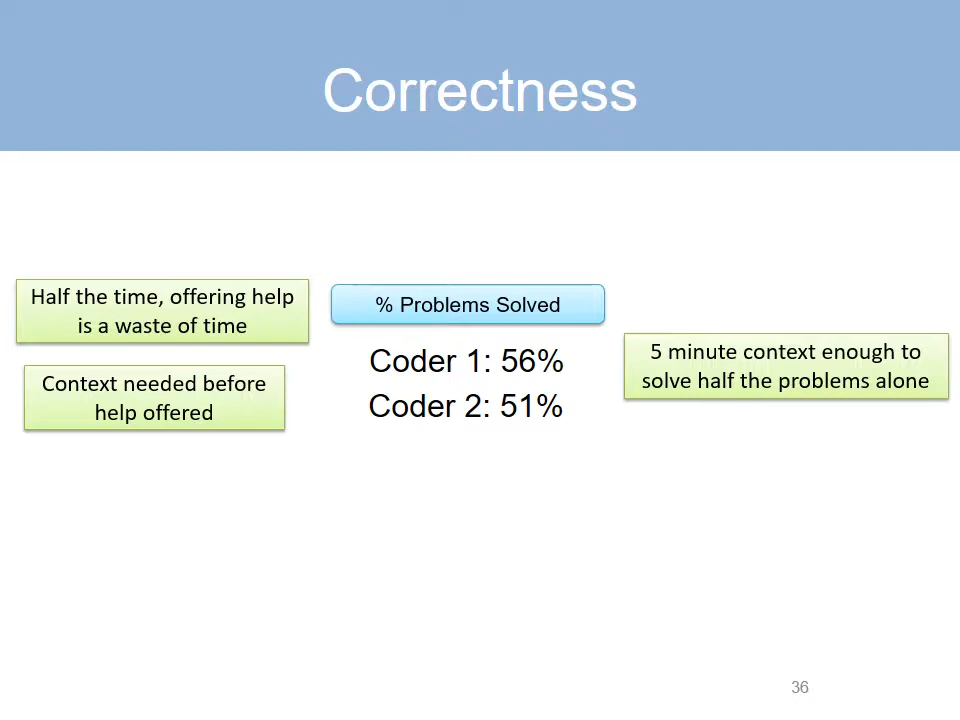 Correctness
Half the time, offering help
is a waste of time
Context needed before
help offered
% Problems Solved
Coder 1: 56%
Coder 2: 51%
5 minute context enough to
solve half the problems alone
36